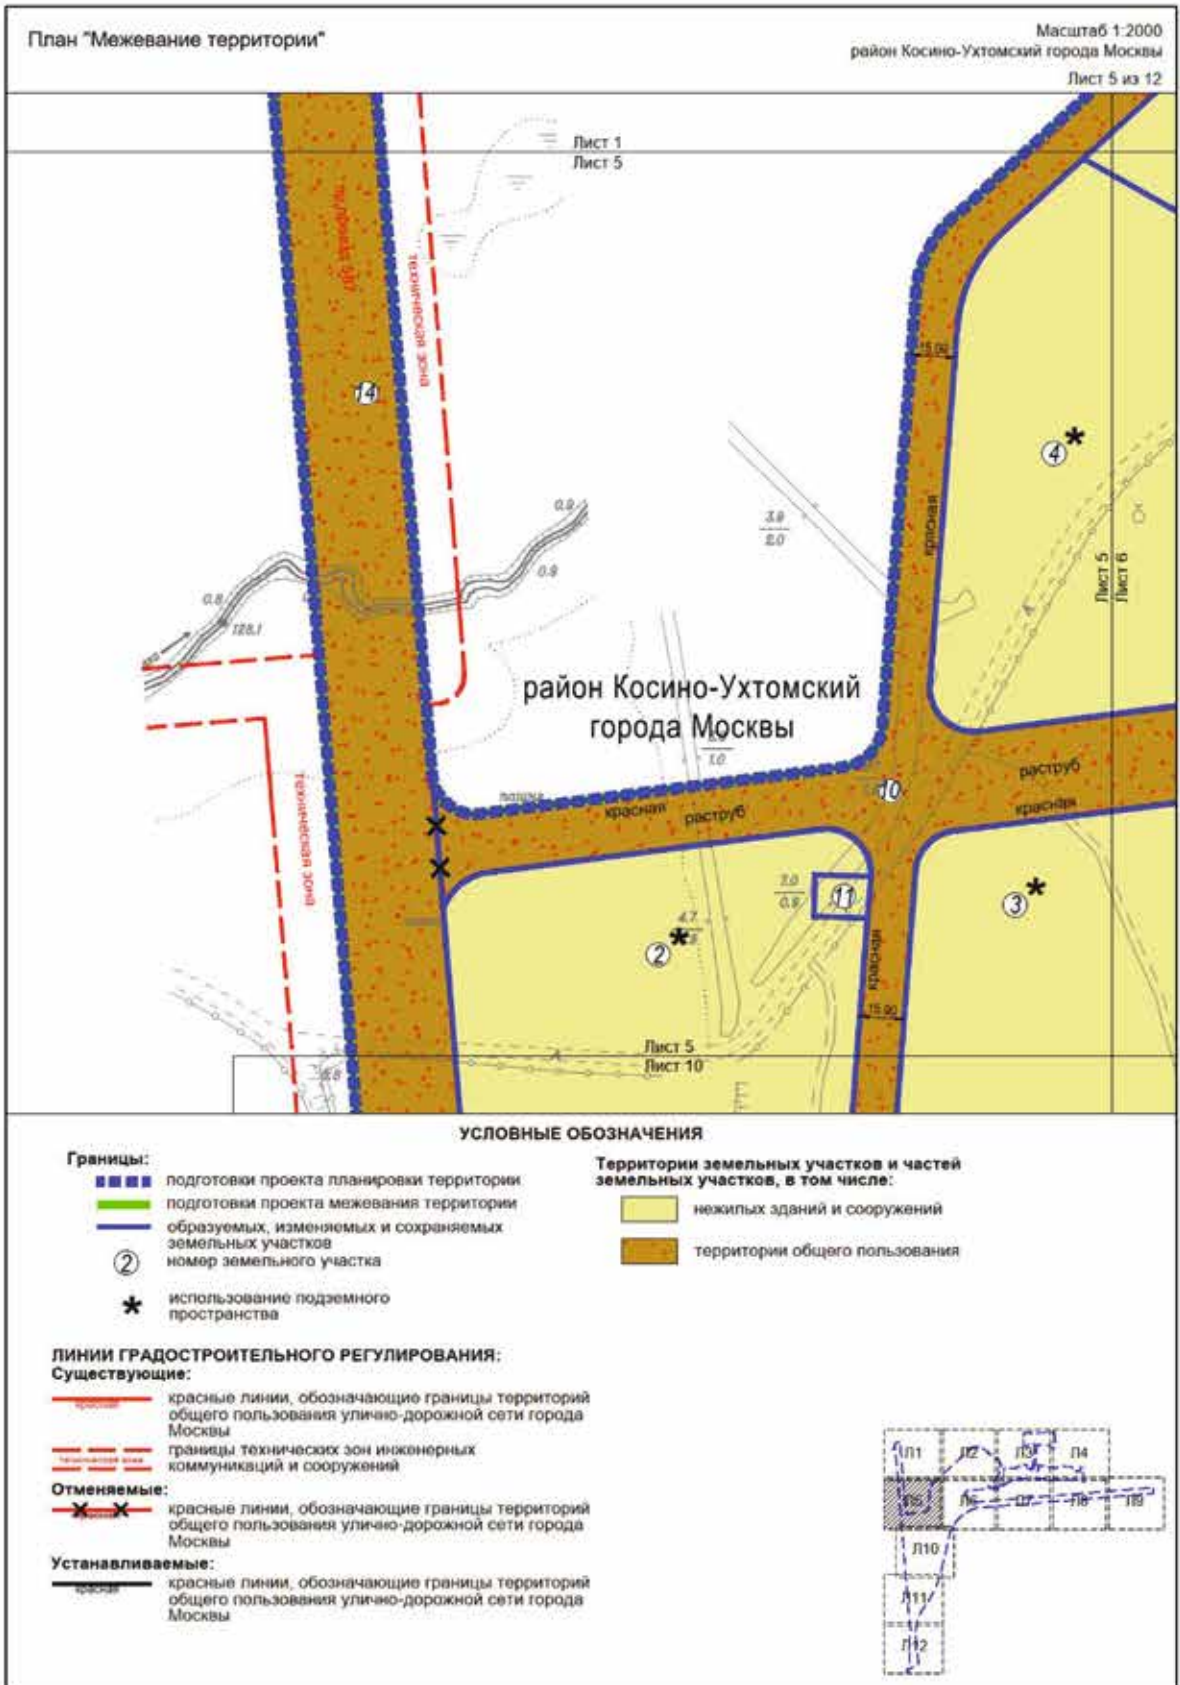 План "Межевание территории"
Масштаб 1:2000
район Косино-Ухтомский города Москвы
Лист 5 из 12
Лист 1
Лист 5
техническая зона
14
15.00
4
красная
3.9
2.0
Лист 5
Лист 6
0.9
0.9
0.8
128.1
район Косино-Ухтомский
города Москвы
1.0
раструб
10
красная
раструб
красная
техническая зона
11
1.0
0.9
3
4.7
2
красная
15.00
Лист 5
Лист 10
УСЛОВНЫЕ ОБОЗНАЧЕНИЯ
Границы:
подготовки проекта планировки территории
подготовки проекта межевания территории
образуемых, изменяемых и сохраняемых
земельных участков
2
номер земельного участка
использование подземного
пространства
Территории земельных участков и частей
земельных участков, в том числе:
нежилых зданий и сооружений
территории общего пользования
ЛИНИИ ГРАДОСТРОИТЕЛЬНОГО РЕГУЛИРОВАНИЯ:
Существующие:
красная
красные линии, обозначающие границы территорий
общего пользования улично-дорожной сети города
Москвы
техническая зона
границы технических зон инженерных
коммуникаций и сооружений
Отменяемые:
красные линии, обозначающие границы территорий
общего пользования улично-дорожной сети города
Москвы
Устанавливаемые:
красная
красные линии, обозначающие границы территорий
общего пользования улично-дорожной сети города
Москвы
Л1 Л2 Л3 Л4
Л5 Л6 Л7 Л8 Л9
Л10
Л11
Л12